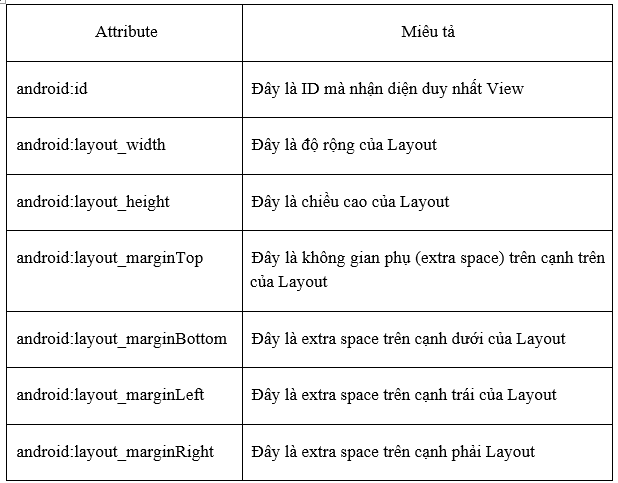 Attribute Miêu tả
android:id Đây là ID mà nhận diện duy nhất View
android:layout_width Đây là độ rộng của Layout
android:layout_height Đây là chiều cao của Layout
android:layout_marginTop Đây là không gian phụ (extra space) trên cạnh trên
của Layout
android:layout_marginBottom Đây là extra space trên cạnh dưới của Layout
android:layout_marginLeft Đây là extra space trên cạnh trái của Layout
android:layout_marginRight Đây là extra space trên cạnh phải Layout